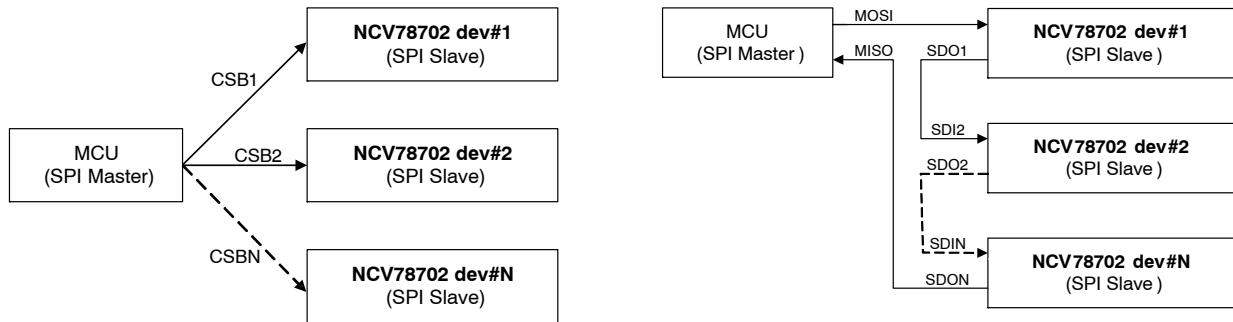 NCV78702 dev#1
(SPI Slave)
CSB1
MCU
(SPI Master)
CSB2
NCV78702 dev#2
(SPI Slave)
CSBN
NCV78702 dev#N
(SPI Slave)
MCU
(SPI Master )
MOSI
MISO
NCV78702 dev#1
(SPI Slave )
SDO1
SDI2
NCV78702 dev#2
(SPI Slave )
SDO2
SDIN
NCV78702 dev#N
(SPI Slave )
SDON